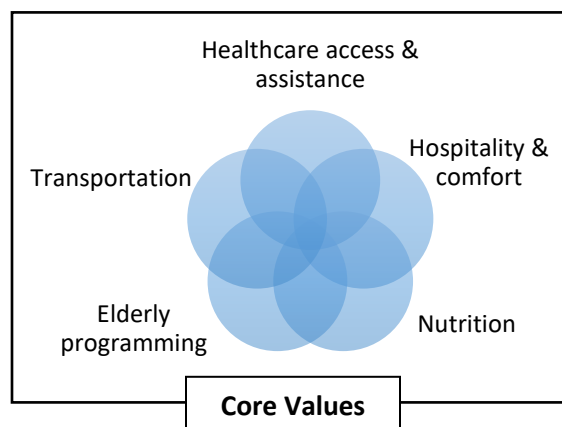 Healthcare access &
assistance
Hospitality &
comfort
Transportation
Elderly
programming
Nutrition
Core Values